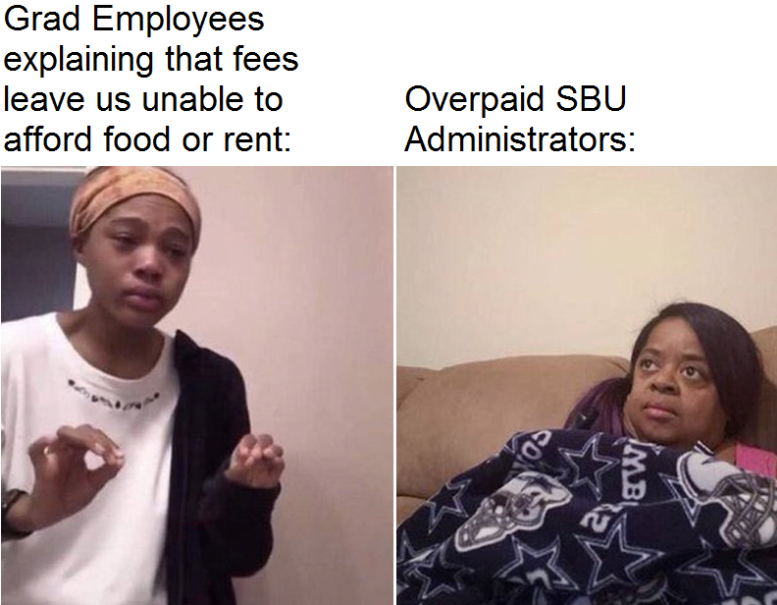 Grad Employees
explaining that fees
leave us unable to
afford food or rent:
Overpaid SBU
Administrators: